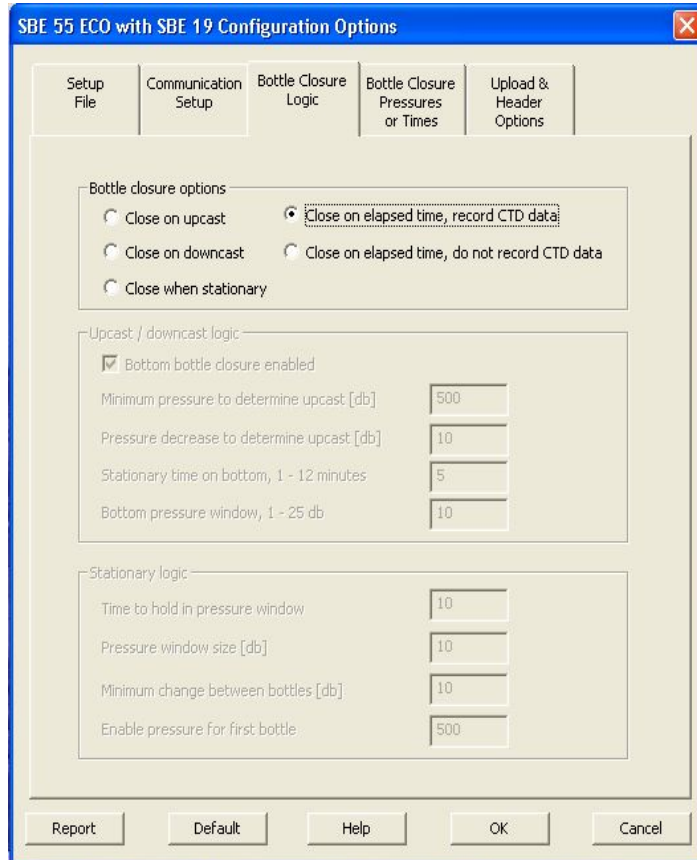 SBE 55 ECO with SBE 19 Configuration Options
Setup
File
Communication
Setup
Bottle Closure
Logic
Bottle Closure
Pressures
or Times
Upload &
Header
Options
Bottle closure options
Close on upcast
Close on elapsed time, record CTD data
Close on downcast
Close on elapsed time, do not record CTD data
Close when stationary
Upcast / downcast logic
Bottom bottle closure enabled
Minimum pressure to determine upcast [db] 500
Pressure decrease to determine upcast [db] 10
Stationary time on bottom, 1 - 12 minutes 5
Bottom pressure window, 1 - 25 db 10
Stationary logic
Time to hold in pressure window 10
Pressure window size [db] 10
Minimum change between bottles [db] 10
Enable pressure for first bottle 500
Report Default Help OK Cancel